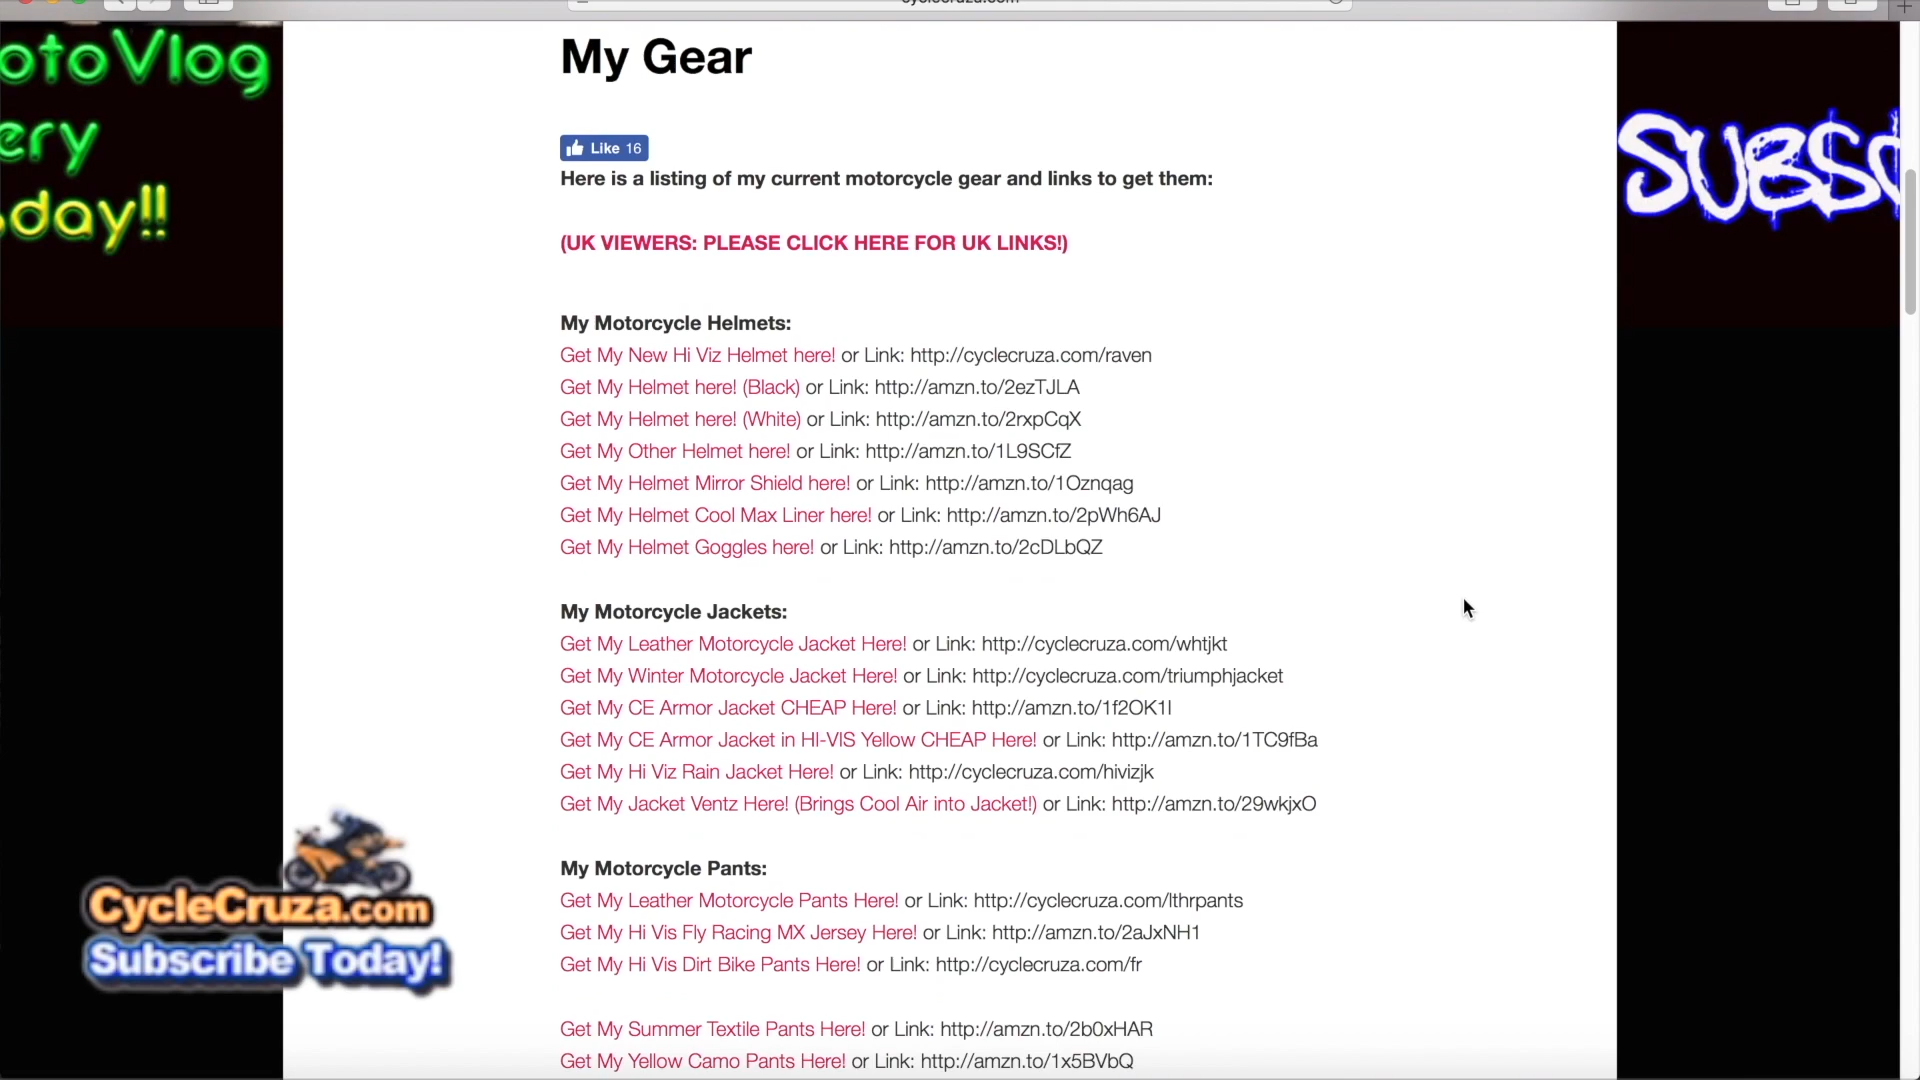 My Gear
Like 16
Here is a listing of my current motorcycle gear and links to get them:
(UK VIEWERS: PLEASE CLICK HERE FOR UK LINKS!)
My Motorcycle Helmets:
Get My New Hi Viz Helmet here! or Link: http://cyclecruza.com/raven
Get My Helmet here! (Black) or Link: http://amzn.to/2ezTJLA
Get My Helmet here! (White) or Link: http://amzn.to/2rxpCqX
Get My Other Helmet here! or Link: http://amzn.to/1L9SCfZ
Get My Helmet Mirror Shield here! or Link: http://amzn.to/1Oznqag
Get My Helmet Cool Max Liner here! or Link: http://amzn.to/2pWh6AJ
Get My Helmet Goggles here! or Link: http://amzn.to/2cDLbQZ
My Motorcycle Jackets:
Get My Leather Motorcycle Jacket Here! or Link: http://cyclecruza.com/whtjkt
Get My Winter Motorcycle Jacket Here! or Link: http://cyclecruza.com/triumphjacket
Get My CE Armor Jacket CHEAP Here! or Link: http://amzn.to/1f2OK1l
Get My CE Armor Jacket in HI-VIS Yellow CHEAP Here! or Link: http://amzn.to/1TC9fBa
Get My Hi Viz Rain Jacket Here! or Link: http://cyclecruza.com/hivizjk
Get My Jacket Ventz Here! (Brings Cool Air into Jacket!) or Link: http://amzn.to/29wkjxO
My Motorcycle Pants:
Get My Leather Motorcycle Pants Here! or Link: http://cyclecruza.com/lthrpants
Get My Hi Vis Fly Racing MX Jersey Here! or Link: http://amzn.to/2aJxNH1
Get My Hi Vis Dirt Bike Pants Here! or Link: http://cyclecruza.com/fr
Get My Summer Textile Pants Here! or Link: http://amzn.to/2b0xHAR
Get My Yellow Camo Pants Here! or Link: http://amzn.to/1x5BVbQ
otoVlog
ery
day!!
SUBSC
CycleCruza.com
Subscribe Today!